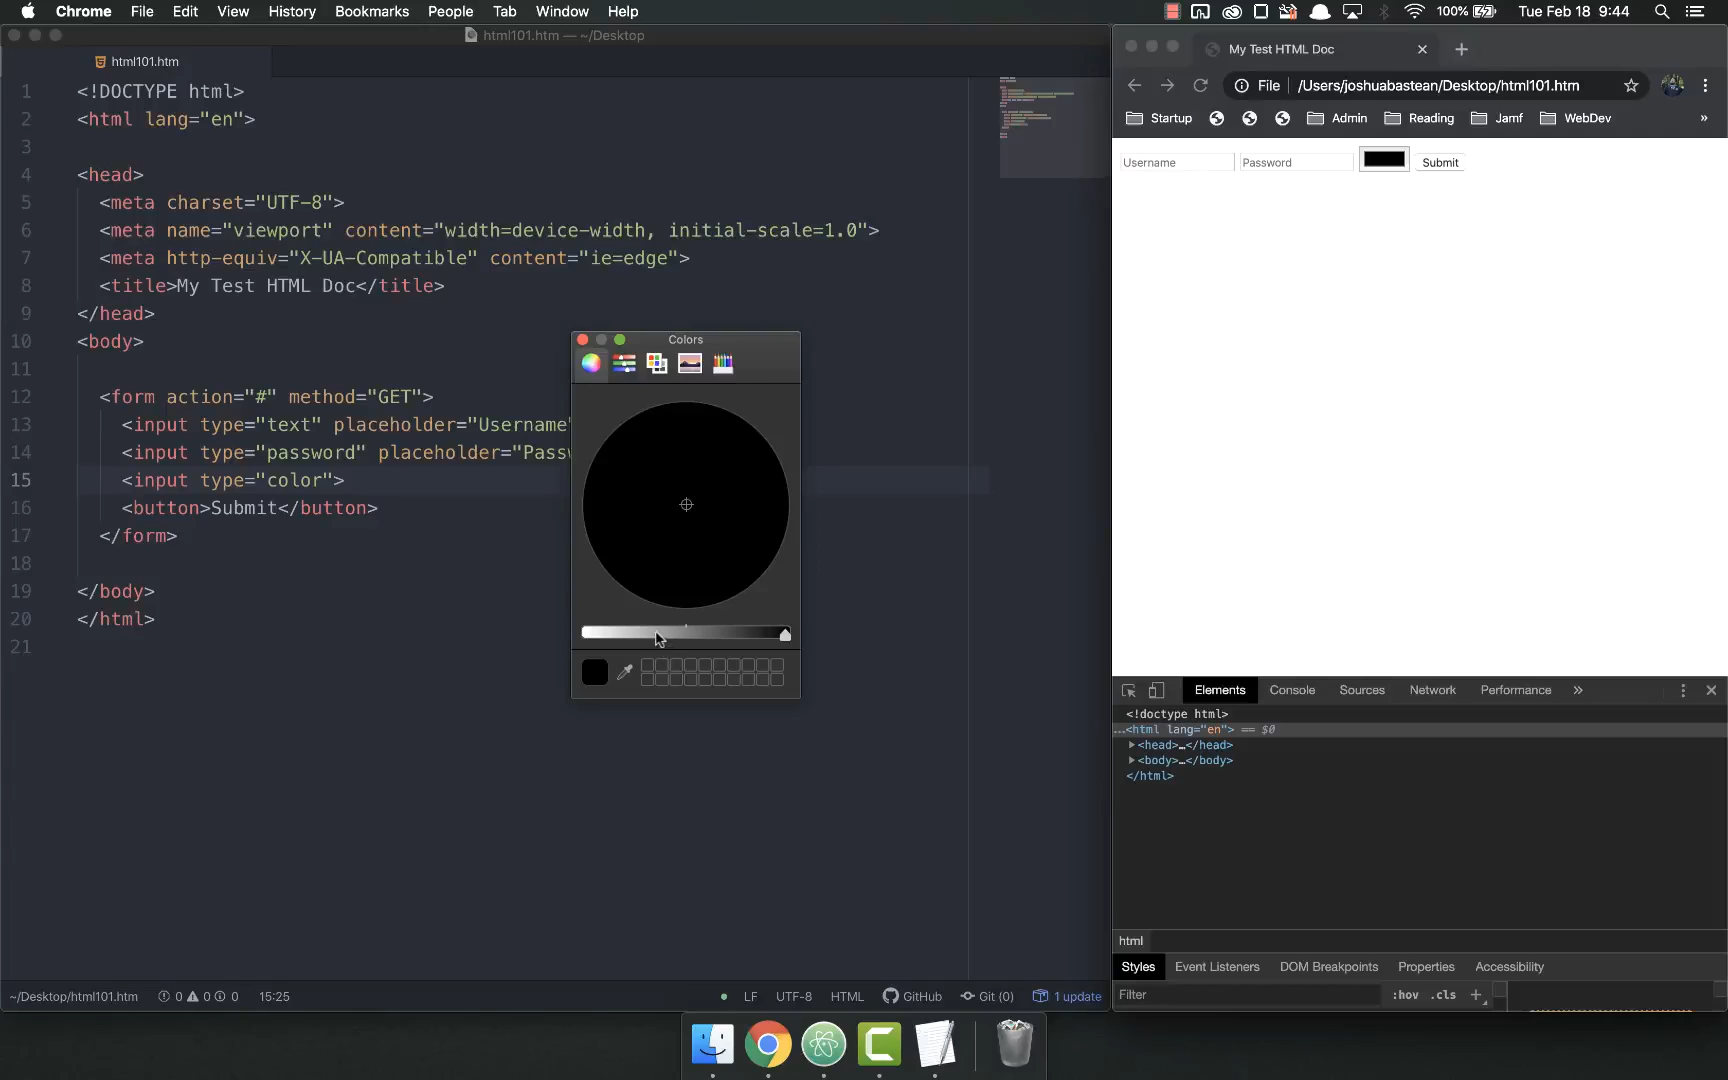 Chrome File Edit View History Bookmarks People Tab Window Help
100% Tue Feb 18 9:44
html101.htm — ~/Desktop
html101.htm
1 <!DOCTYPE html>
2 <html lang="en">
3
4 <head>
5 <meta charset="UTF-8">
6 <meta name="viewport" content="width=device-width, initial-scale=1.0">
7 <meta http-equiv="X-UA-Compatible" content="ie=edge">
8 <title>My Test HTML Doc</title>
9 </head>
10 <body>
11
12 <form action="#" method="GET">
13 <input type="text" placeholder="Username"
14 <input type="password" placeholder="Passw
15 <input type="color">
16 <button>Submit</button>
17 </form>
18
19 </body>
20 </html>
21
Colors
~/Desktop/html101.htm 0 0 0 15:25 LF UTF-8 HTML GitHub Git (0) 1 update
My Test HTML Doc
File /Users/joshuabastean/Desktop/html101.htm
Startup Admin Reading Jamf WebDev »
Username Password Submit
Elements Console Sources Network Performance »
<!doctype html>
...<html lang="en"> == $0
<head>…</head>
<body>…</body>
</html>
html
Styles Event Listeners DOM Breakpoints Properties Accessibility
Filter :hov .cls +